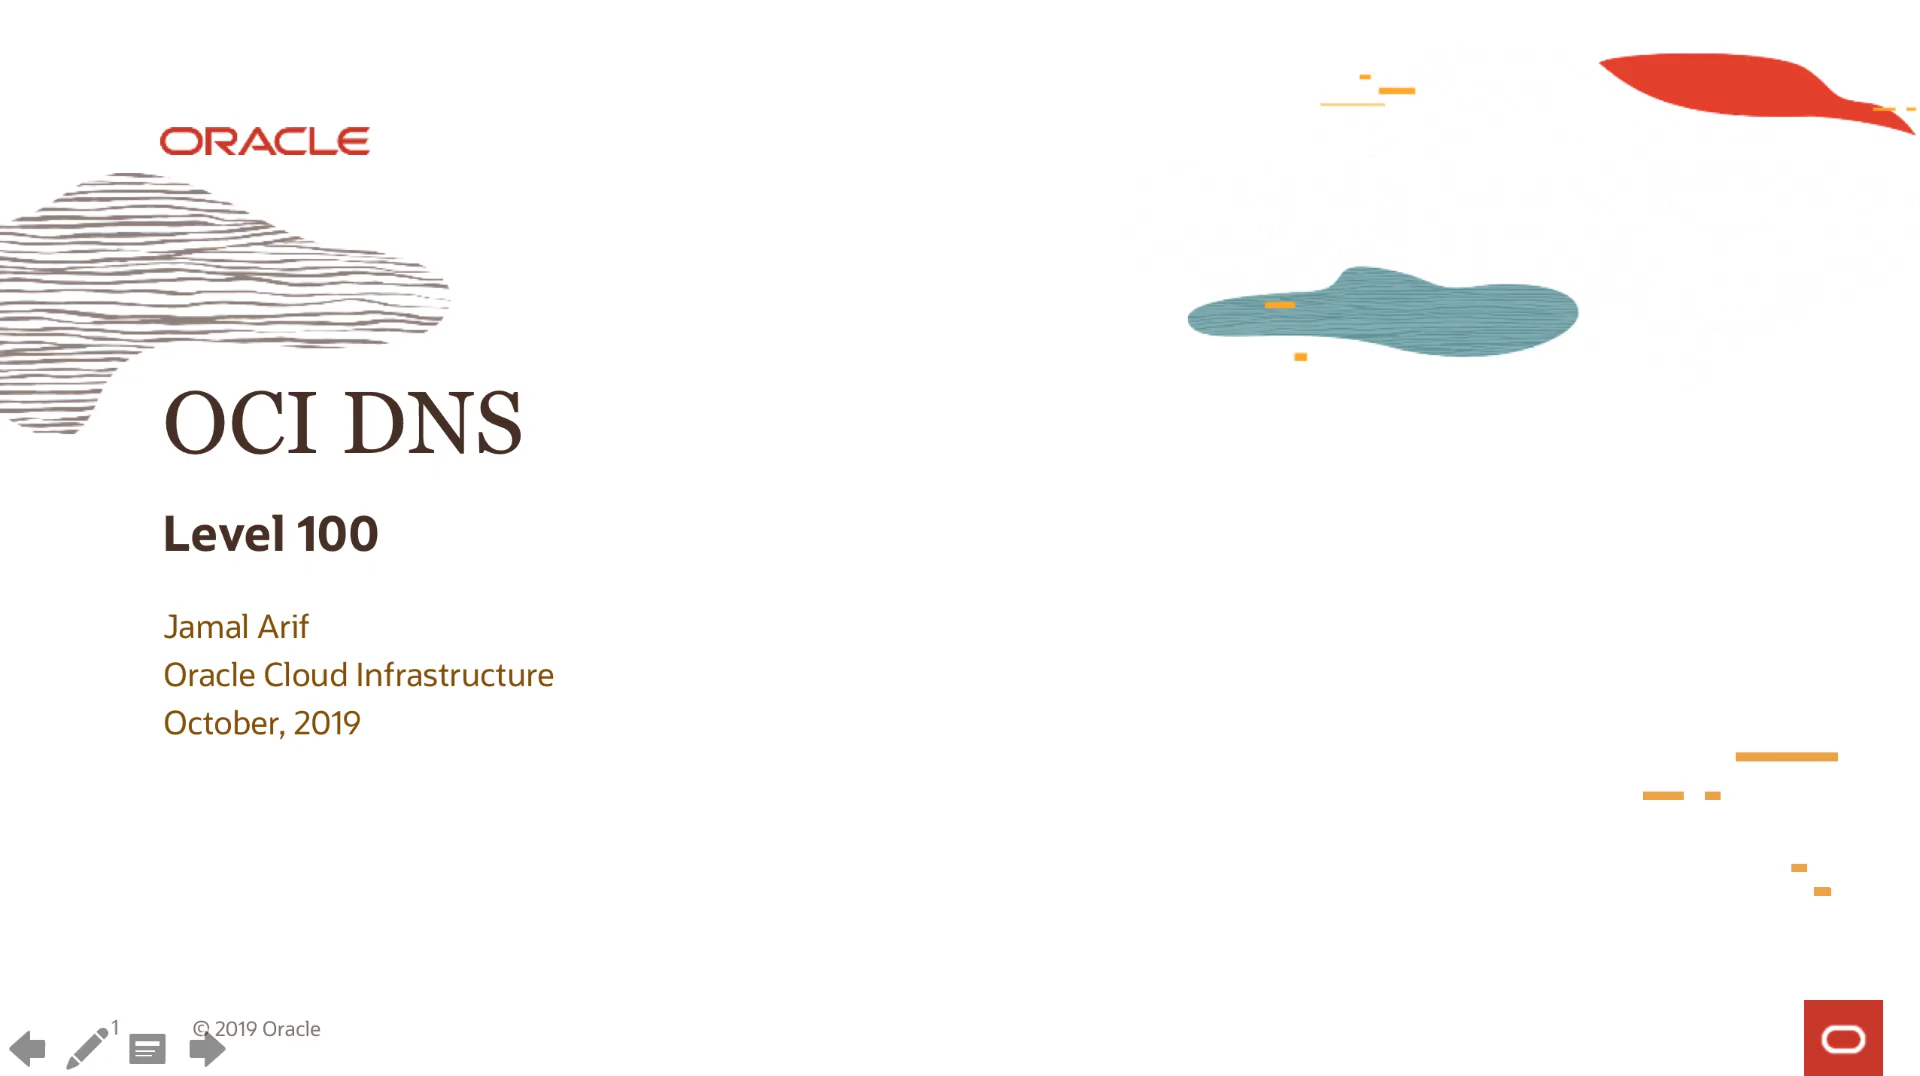 ORACLE
OCI DNS
Level 100
Jamal Arif
Oracle Cloud Infrastructure
October, 2019
1
© 2019 Oracle